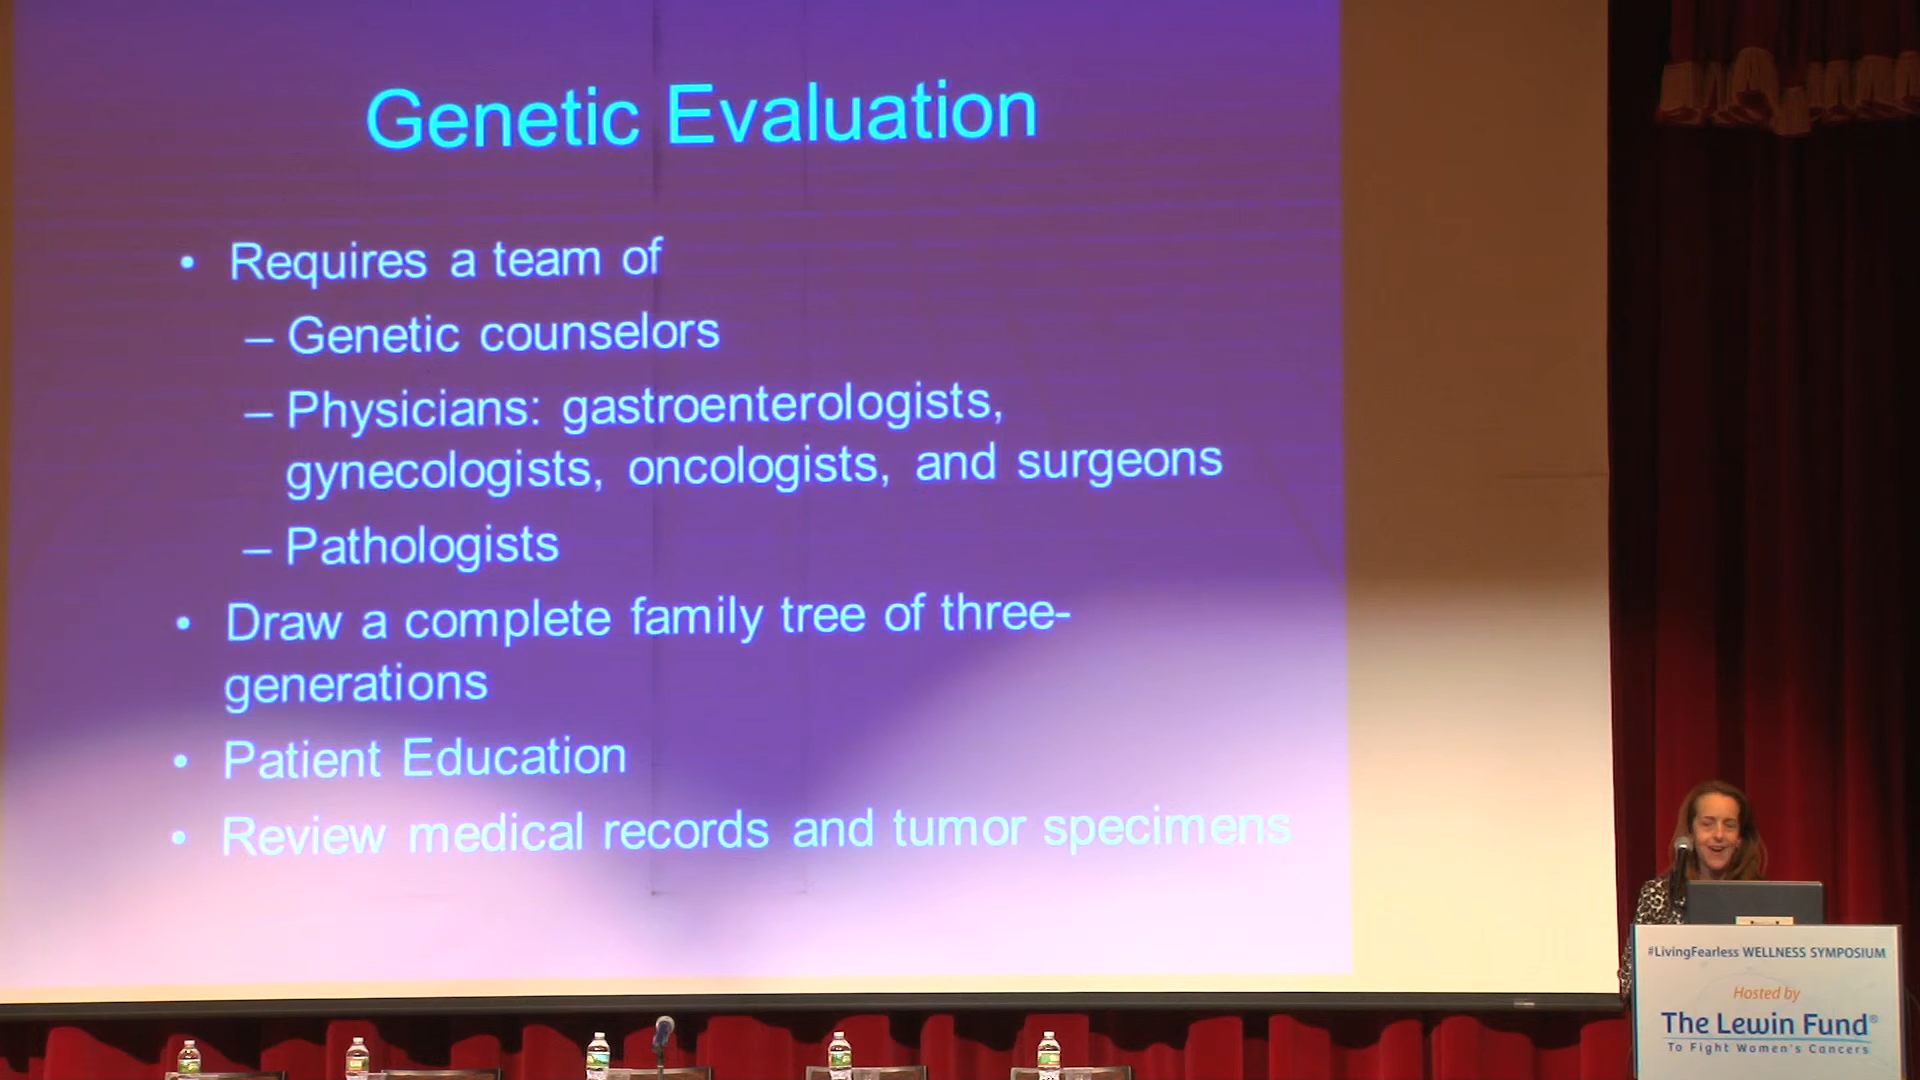 Genetic Evaluation
• Requires a team of
– Genetic counselors
– Physicians: gastroenterologists,
gynecologists, oncologists, and surgeons
– Pathologists
• Draw a complete family tree of three-
generations
• Patient Education
• Review medical records and tumor specimens
#LivingFearless WELLNESS SYMPOSIUM
Hosted by
The Lewin Fund®
To Fight Women's Cancers